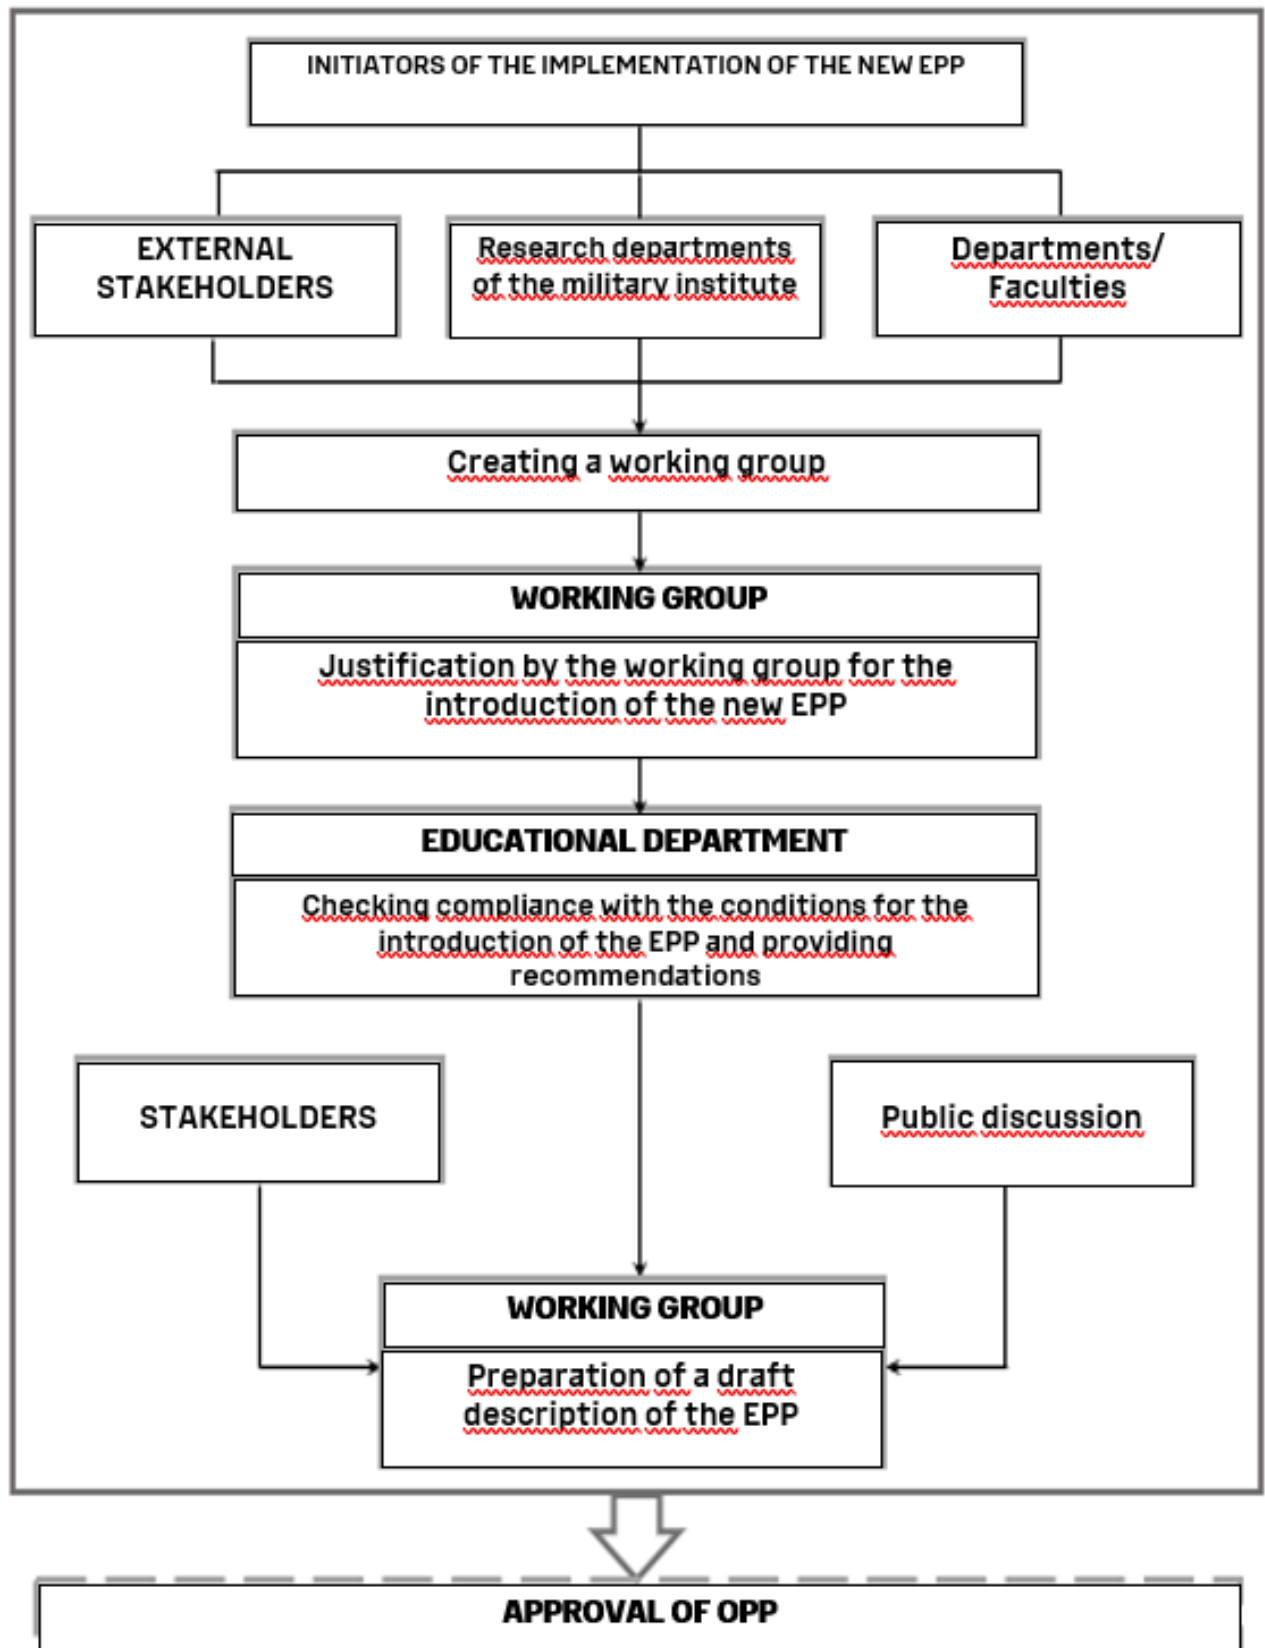 INITIATORS OF THE IMPLEMENTATION OF THE NEW EPP
EXTERNAL
STAKEHOLDERS
Research departments
of the military institute
Departments/
Faculties
Creating a working group
WORKING GROUP
Justification by the working group for the
introduction of the new EPP
EDUCATIONAL DEPARTMENT
Checking compliance with the conditions for the
introduction of the EPP and providing
recommendations
STAKEHOLDERS
Public discussion
WORKING GROUP
Preparation of a draft
description of the EPP
APPROVAL OF OPP